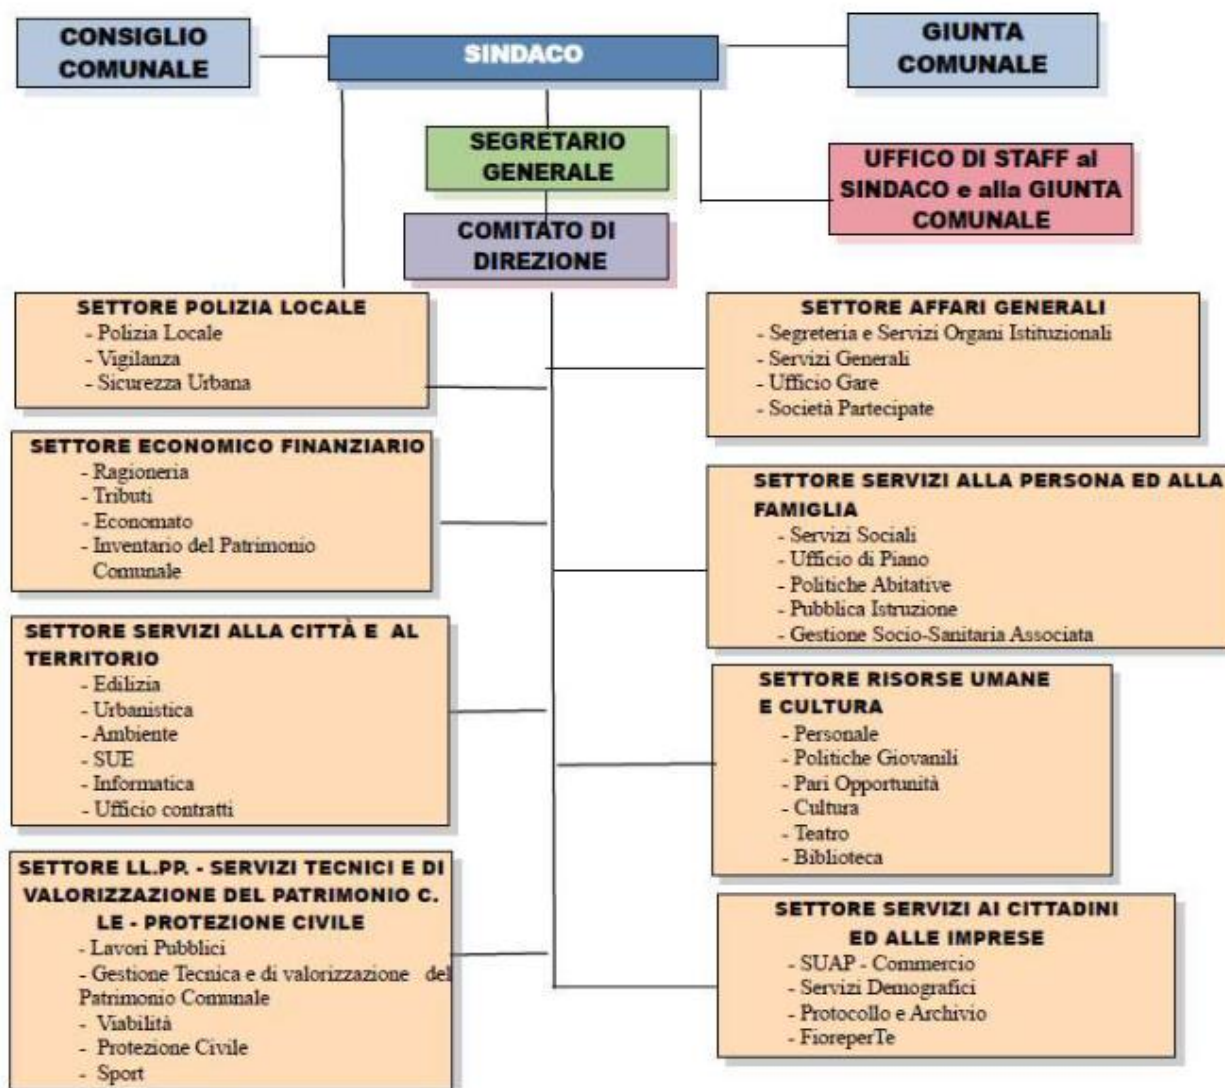 CONSIGLIO
COMUNALE
SINDACO
GIUNTA
COMUNALE
SEGRETARIO
GENERALE
UFFICO DI STAFF al
SINDACO e alla GIUNTA
COMUNALE
COMITATO DI
DIREZIONE
SETTORE POLIZIA LOCALE
- Polizia Locale
- Vigilanza
- Sicurezza Urbana
SETTORE ECONOMICO FINANZIARIO
- Ragioneria
- Tributi
- Economato
- Inventario del Patrimonio
Comunale
SETTORE SERVIZI ALLA CITTÀ E AL
TERRITORIO
- Edilizia
- Urbanistica
- Ambiente
- SUE
- Informatica
- Ufficio contratti
SETTORE LL.PP. - SERVIZI TECNICI E DI
VALORIZZAZIONE DEL PATRIMONIO C.
LE - PROTEZIONE CIVILE
- Lavori Pubblici
- Gestione Tecnica e di valorizzazione del
Patrimonio Comunale
- Viabilità
- Protezione Civile
- Sport
SETTORE AFFARI GENERALI
- Segreteria e Servizi Organi Istituzionali
- Servizi Generali
- Ufficio Gare
- Società Partecipate
SETTORE SERVIZI ALLA PERSONA ED ALLA
FAMIGLIA
- Servizi Sociali
- Ufficio di Piano
- Politiche Abitative
- Pubblica Istruzione
- Gestione Socio-Sanitaria Associata
SETTORE RISORSE UMANE
E CULTURA
- Personale
- Politiche Giovanili
- Pari Opportunità
- Cultura
- Teatro
- Biblioteca
SETTORE SERVIZI AI CITTADINI
ED ALLE IMPRESE
- SUAP - Commercio
- Servizi Demografici
- Protocollo e Archivio
- FioreperTe